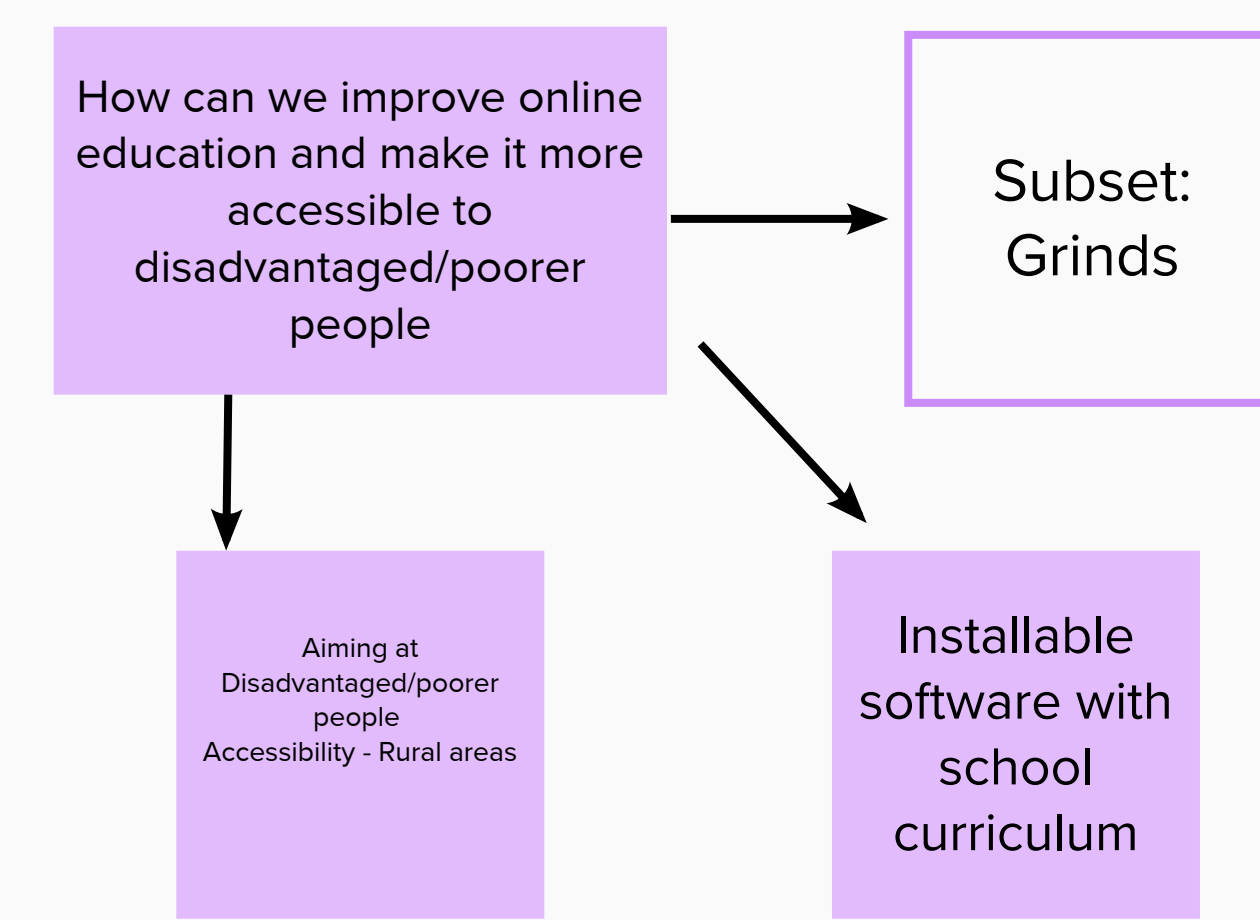 How can we improve online
education and make it more
accessible to
disadvantaged/poorer
people
Subset:
Grinds
Aiming at
Disadvantaged/poorer
people
Accessibility - Rural areas
Installable
software with
school
curriculum